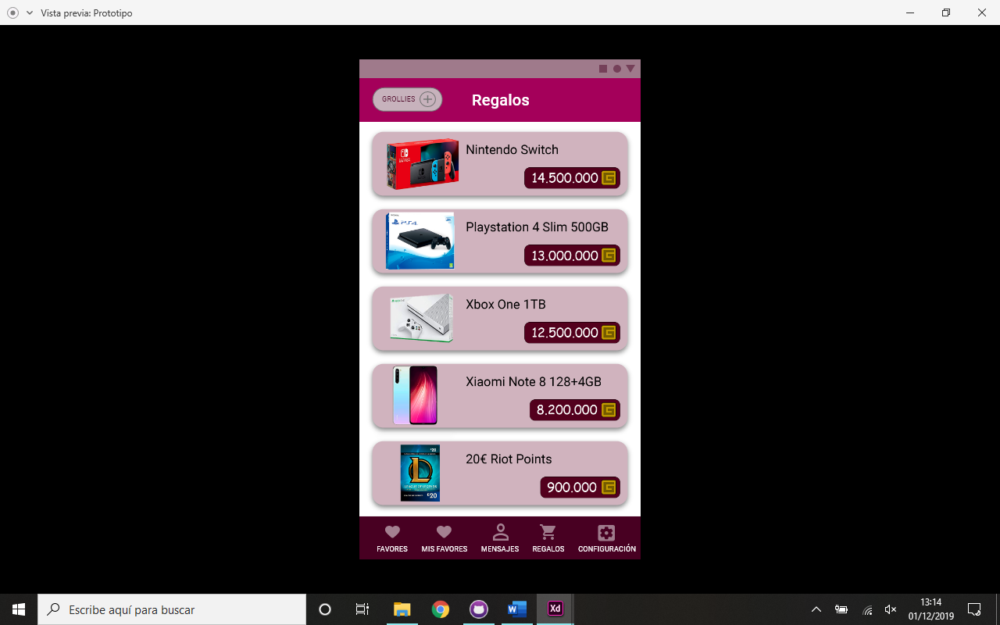 Vista previa: Prototipo
GROLLIES
Regalos
Nintendo Switch
14.500.000
Playstation 4 Slim 500GB
13.000.000
Xbox One 1TB
12.500.000
Xiaomi Note 8 128+4GB
8.200.000
20€ Riot Points
900.000
FAVORES
MIS FAVORES
MENSAJES
REGALOS
CONFIGURACIÓN
Escribe aquí para buscar
Xd
13:14
01/12/2019